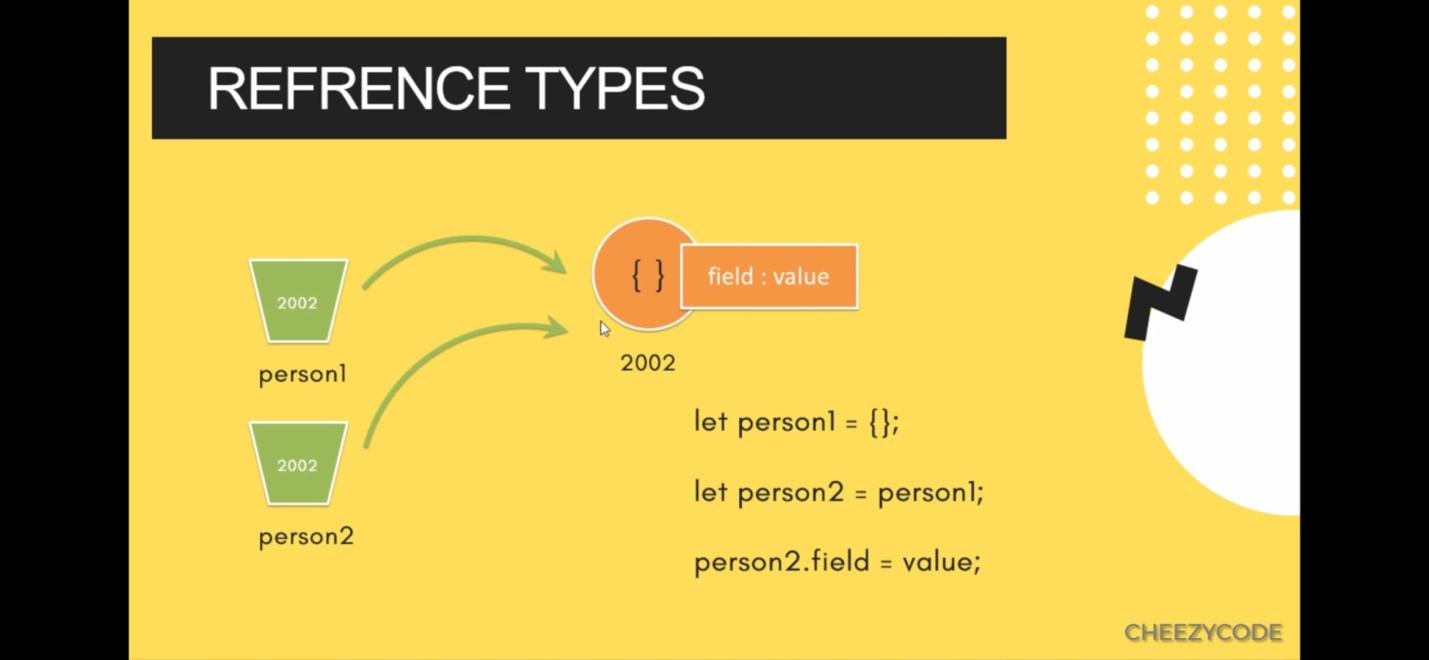 REFRENCE TYPES
2002
person1
2002
person2
{ }
field : value
2002
let person1 = {};
let person2 = person1;
person2.field = value;
CHEEZYCODE